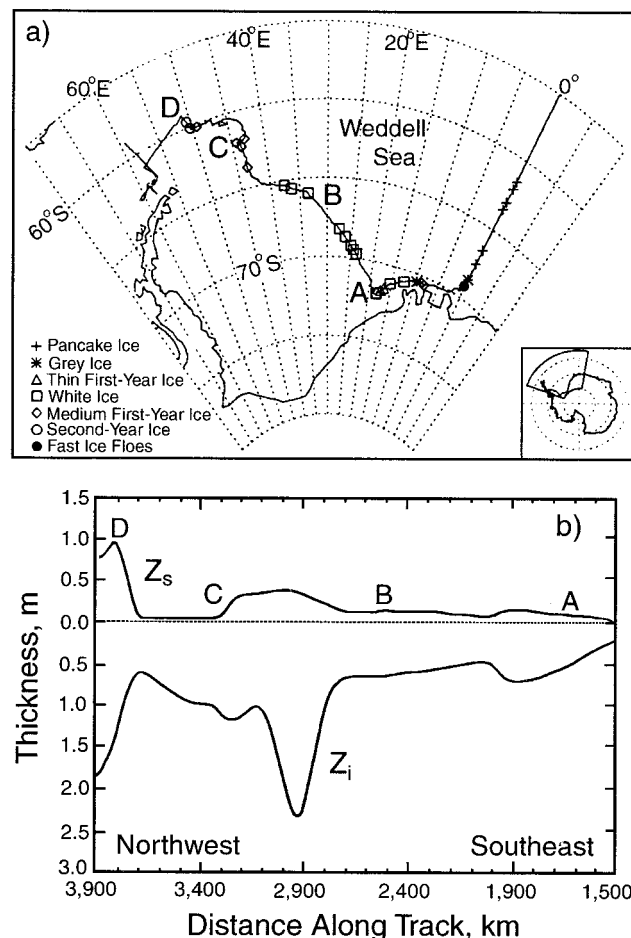 a)
60°E
40°E
20°E
0°
D
C
B
A
Weddell
Sea
60°S
70°S
+ Pancake Ice
✳ Grey Ice
△ Thin First-Year Ice
□ White Ice
◇ Medium First-Year Ice
○ Second-Year Ice
● Fast Ice Floes
b)
1.5
1.0
0.5
0.0
0.5
1.0
1.5
2.0
2.5
3.0
Thickness, m
D
C
B
A
Zs
Zi
Northwest
Southeast
3,900
3,400
2,900
2,400
1,900
1,500
Distance Along Track, km